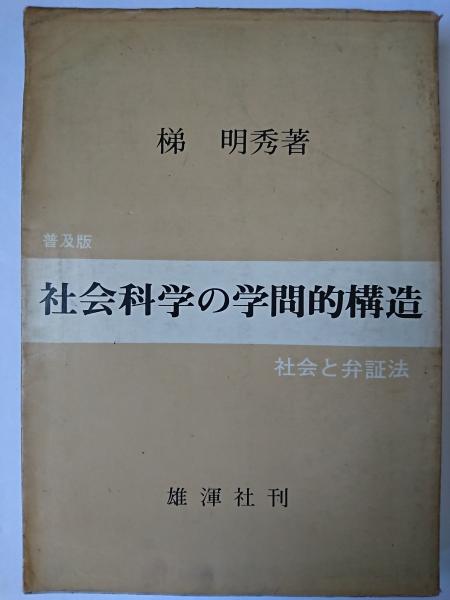 梯 明秀著
普及版
社会科学の学問的構造
社会と弁証法
雄渾社刊